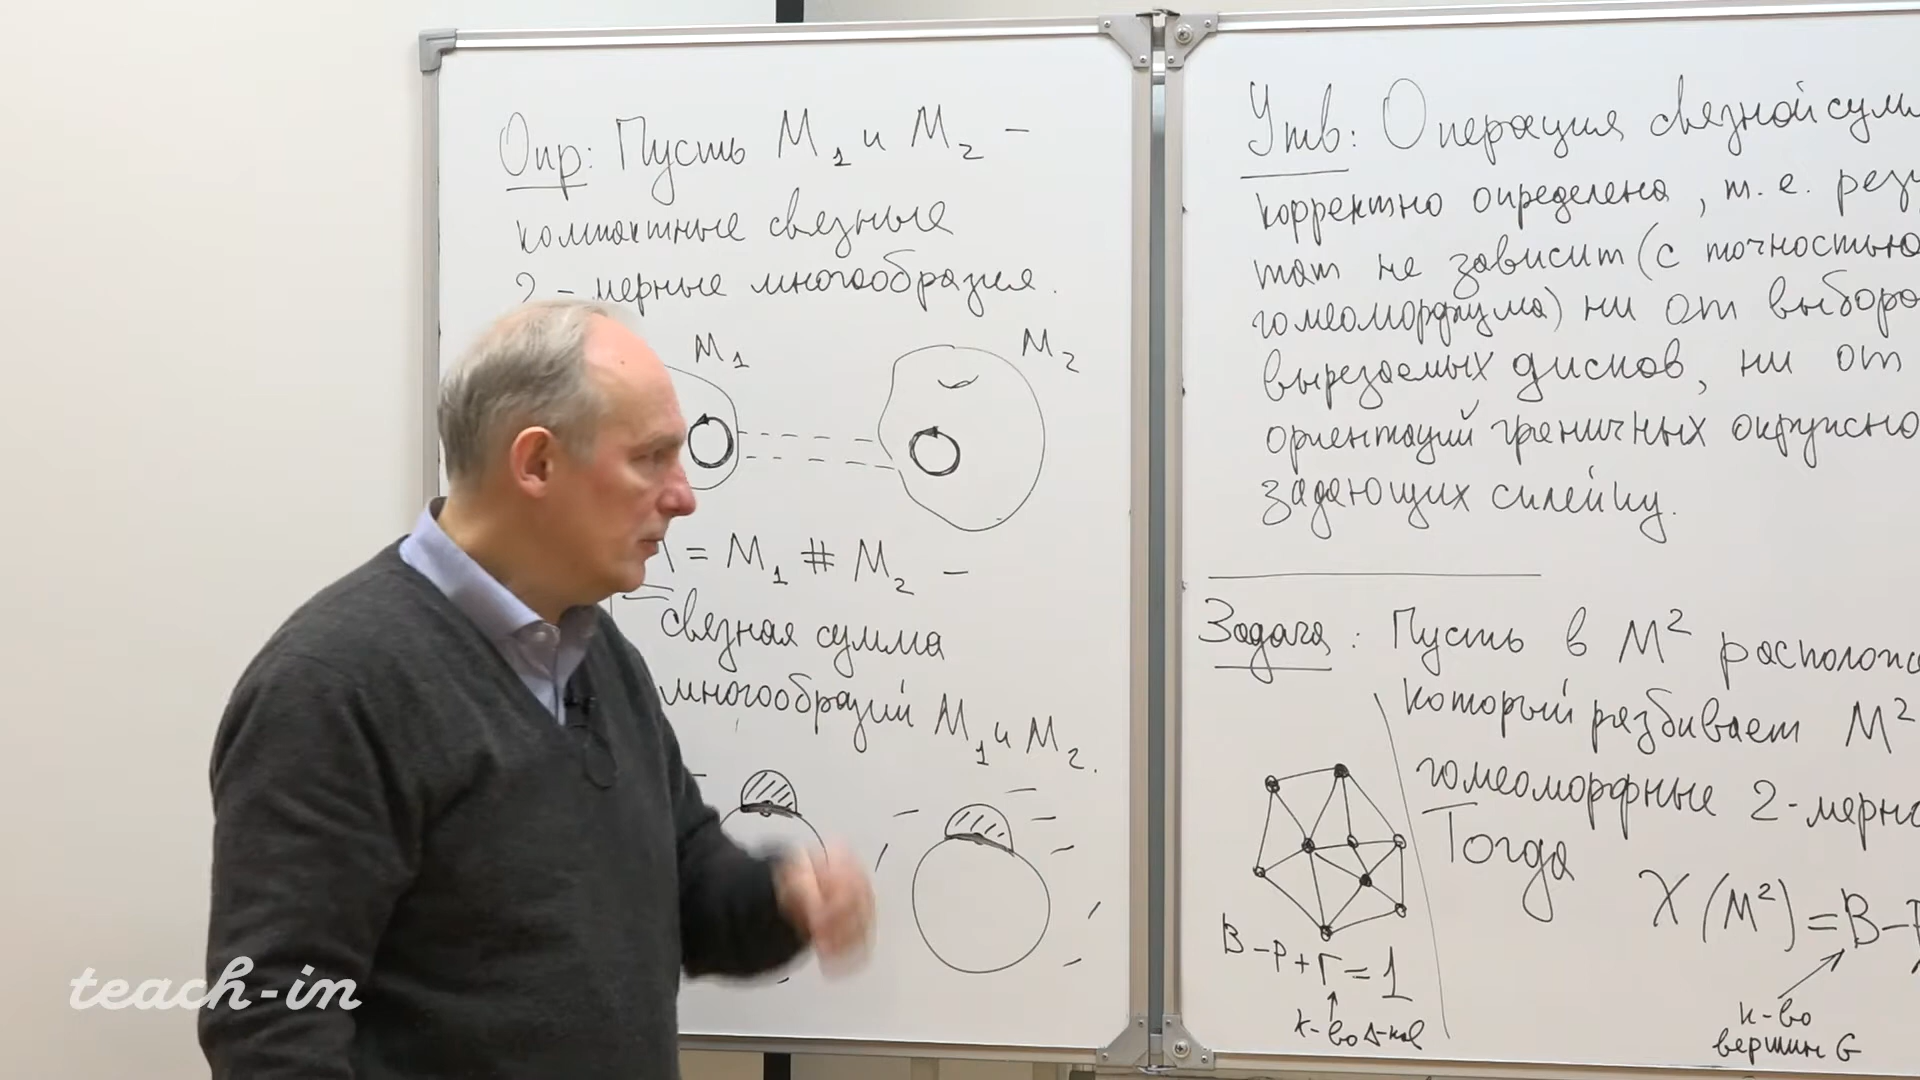 Опр: Пусть M₁ и M₂ –
компактные связные
2-мерные многообразия.
M₁
M₂
= M₁ # M₂ –
связная сумма
многообразий M₁ и M₂.
Утв: Операция связной сум
корректно определена, т.е. резу
тат не зависит (с точностью
гомеоморфизма) ни от выбора
вырезаемых дисков, ни от
ориентаций граничных окружно
задающих склейку.
Задача: Пусть в M² располож
который разбивает M²
гомеоморфные 2-мерн
Тогда
χ(M²) = В – Р
В – Р + Г = 1
к-во Δ-ков
к-во
вершин G
teach-in